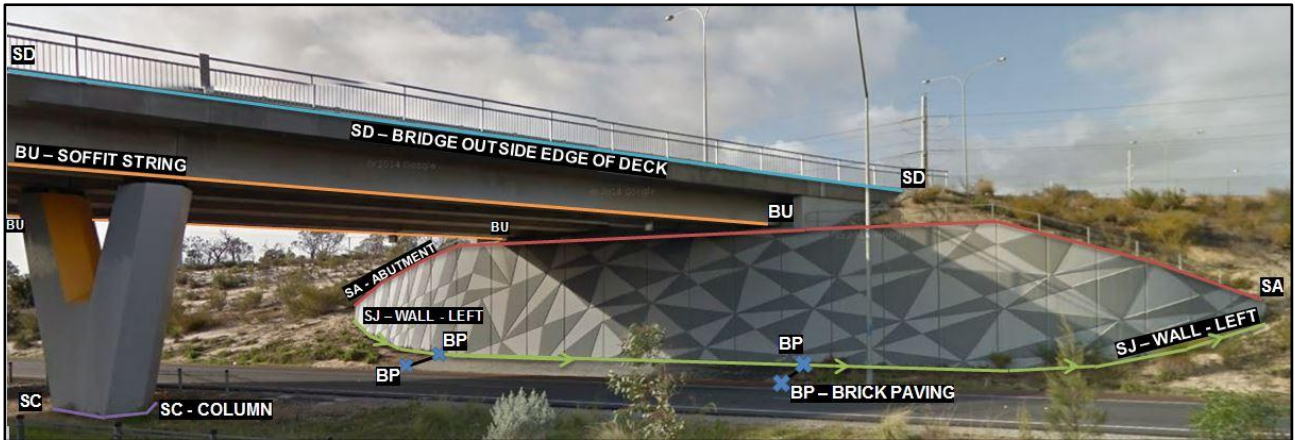 SD
SD – BRIDGE OUTSIDE EDGE OF DECK
BU – SOFFIT STRING
SD
BU
BU
BU
SA - ABUTMENT
SA
SJ – WALL - LEFT
SJ – WALL - LEFT
BP
BP
BP
BP – BRICK PAVING
SC
SC - COLUMN